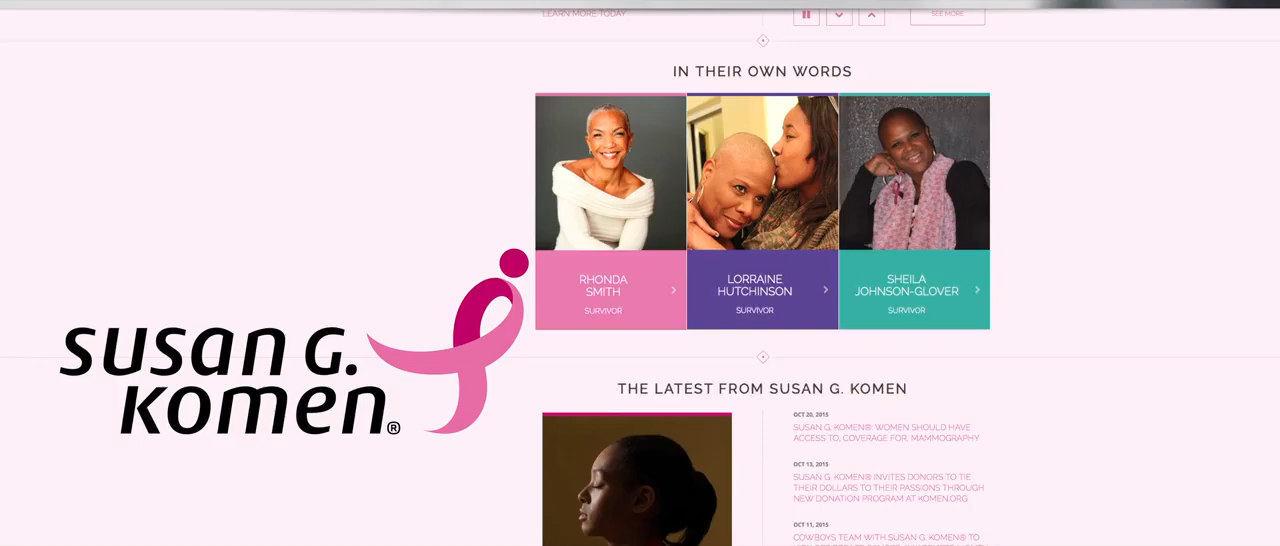 LEARN MORE TODAY
SEE MORE
IN THEIR OWN WORDS
RHONDA
SMITH
SURVIVOR
LORRAINE
HUTCHINSON
SURVIVOR
SHEILA
JOHNSON-GLOVER
SURVIVOR
susan G.
komen®
THE LATEST FROM SUSAN G. KOMEN
OCT 20, 2015
SUSAN G. KOMEN®: WOMEN SHOULD HAVE
ACCESS TO, COVERAGE FOR, MAMMOGRAPHY
OCT 13, 2015
SUSAN G. KOMEN® INVITES DONORS TO TIE
THEIR DOLLARS TO THEIR PASSIONS THROUGH
NEW DONATION PROGRAM AT KOMEN.ORG
OCT 11, 2015
COWBOYS TEAM WITH SUSAN G. KOMEN® TO